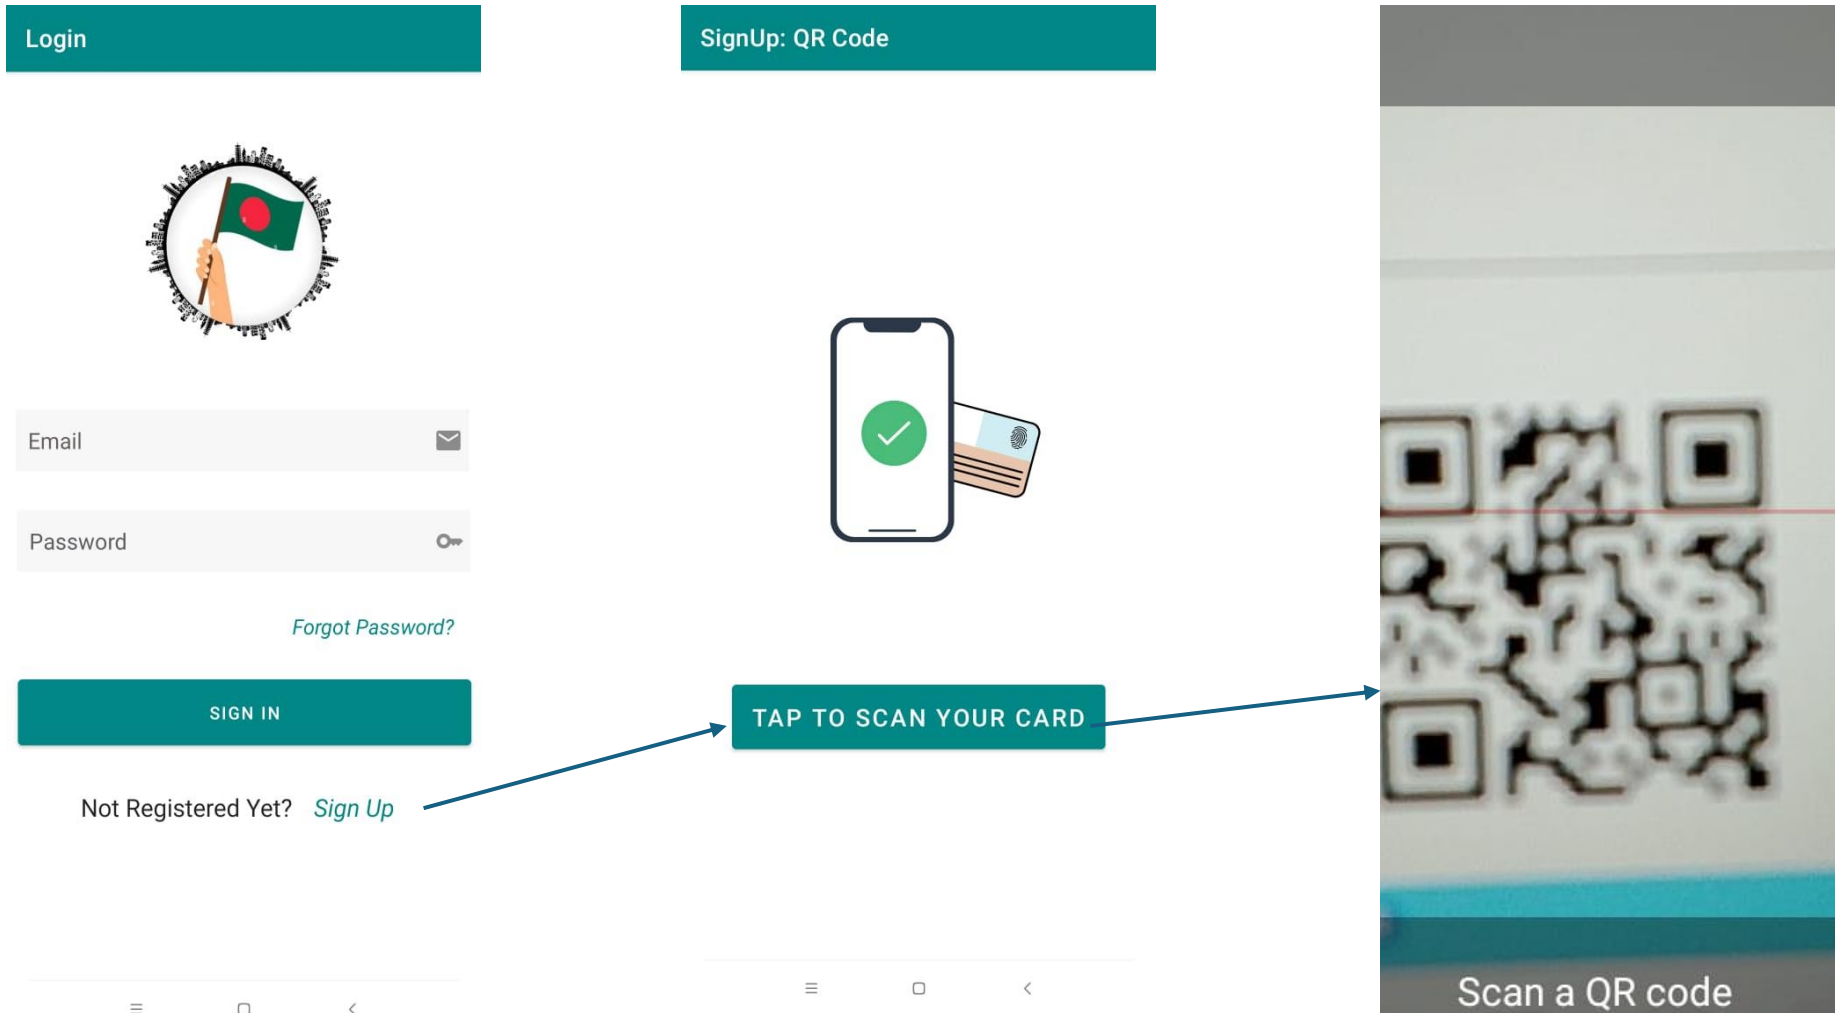 Login
Email
Password
Forgot Password?
SIGN IN
Not Registered Yet? Sign Up
SignUp: QR Code
TAP TO SCAN YOUR CARD
Scan a QR code